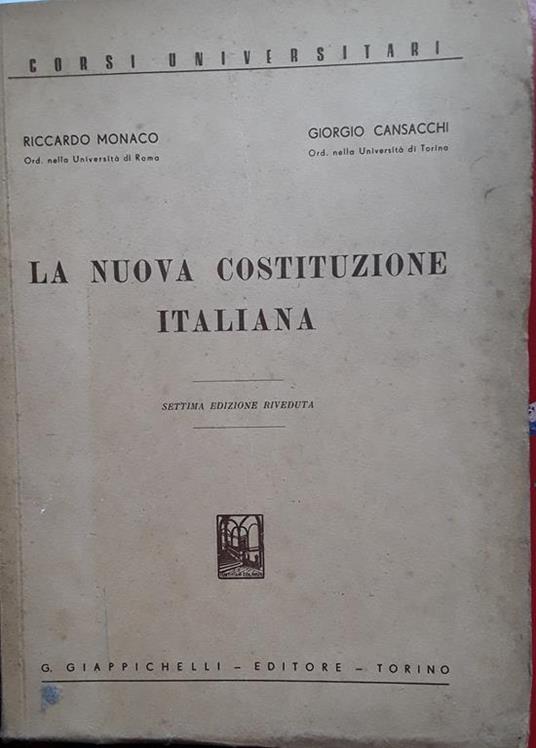 CORSI UNIVERSITARI
RICCARDO MONACO
Ord. nella Università di Roma
GIORGIO CANSACCHI
Ord. nella Università di Torino
LA NUOVA COSTITUZIONE
ITALIANA
SETTIMA EDIZIONE RIVEDUTA
G. GIAPPICHELLI – EDITORE – TORINO